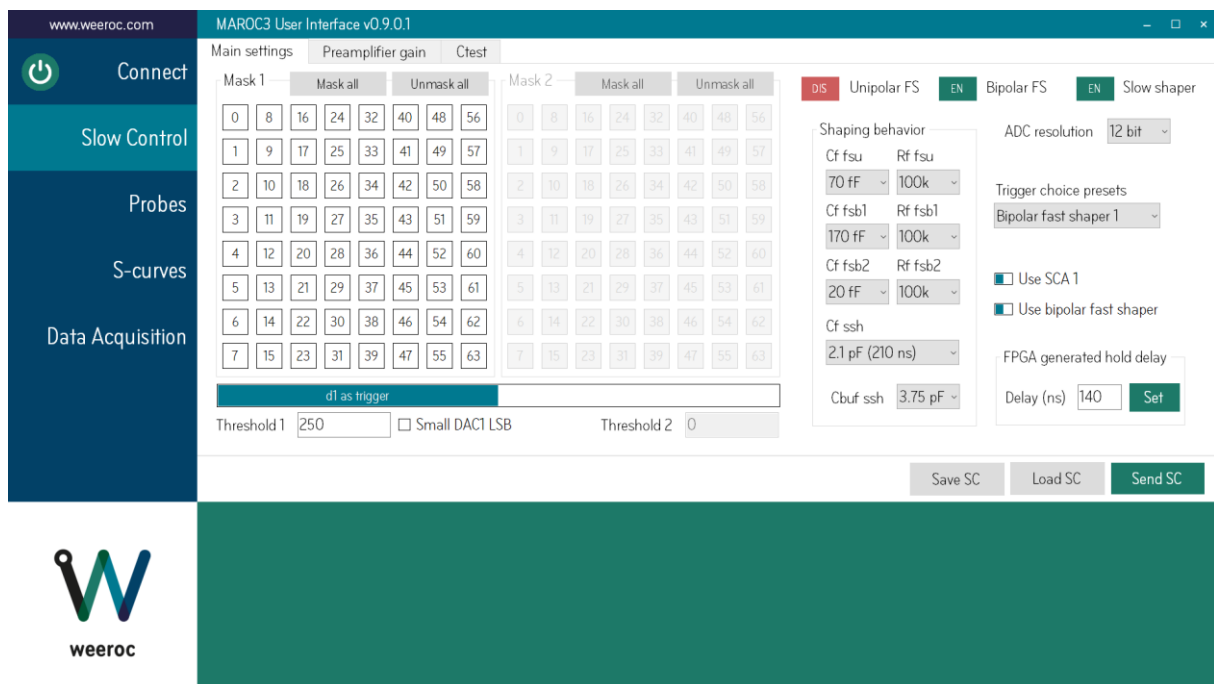 www.weeroc.com
MAROC3 User Interface v0.9.0.1
Connect
Slow Control
Probes
S-curves
Data Acquisition
Main settings Preamplifier gain Ctest
Mask 1 Mask all Unmask all
0 8 16 24 32 40 48 56
1 9 17 25 33 41 49 57
2 10 18 26 34 42 50 58
3 11 19 27 35 43 51 59
4 12 20 28 36 44 52 60
5 13 21 29 37 45 53 61
6 14 22 30 38 46 54 62
7 15 23 31 39 47 55 63
Mask 2 Mask all Unmask all
0 8 16 24 32 40 48 56
1 9 17 25 33 41 49 57
2 10 18 26 34 42 50 58
3 11 19 27 35 43 51 59
4 12 20 28 36 44 52 60
5 13 21 29 37 45 53 61
6 14 22 30 38 46 54 62
7 15 23 31 39 47 55 63
d1 as trigger
Threshold 1 250 Small DAC1 LSB Threshold 2 0
DIS Unipolar FS EN Bipolar FS EN Slow shaper
Shaping behavior
Cf fsu Rf fsu
70 fF 100k
Cf fsb1 Rf fsb1
170 fF 100k
Cf fsb2 Rf fsb2
20 fF 100k
Cf ssh
2.1 pF (210 ns)
Cbuf ssh 3.75 pF
ADC resolution 12 bit
Trigger choice presets
Bipolar fast shaper 1
Use SCA 1
Use bipolar fast shaper
FPGA generated hold delay
Delay (ns) 140 Set
Save SC Load SC Send SC
weeroc